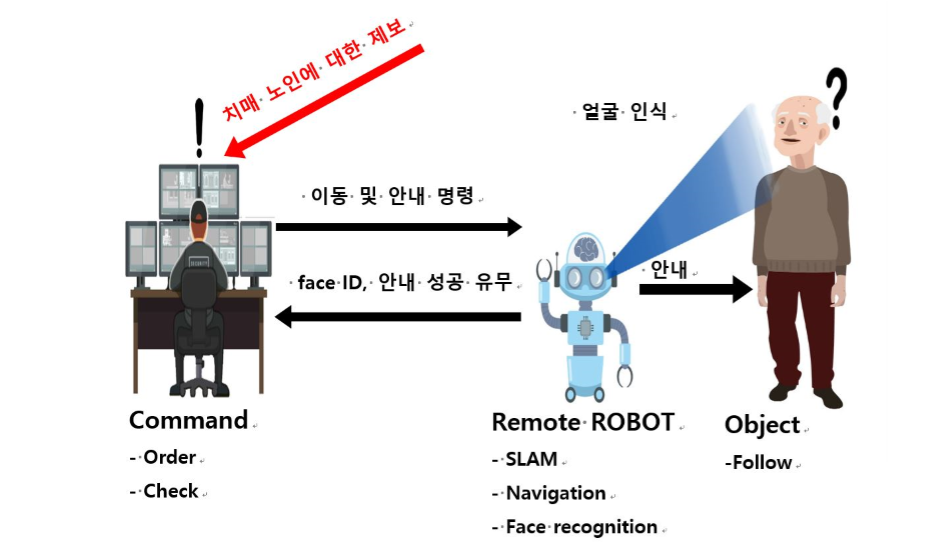 치매 노인에 대한 제보
!
?
얼굴 인식
이동 및 안내 명령
face ID, 안내 성공 유무
안내
SECURITY
Command
- Order
- Check
Remote ROBOT
- SLAM
- Navigation
- Face recognition
Object
-Follow